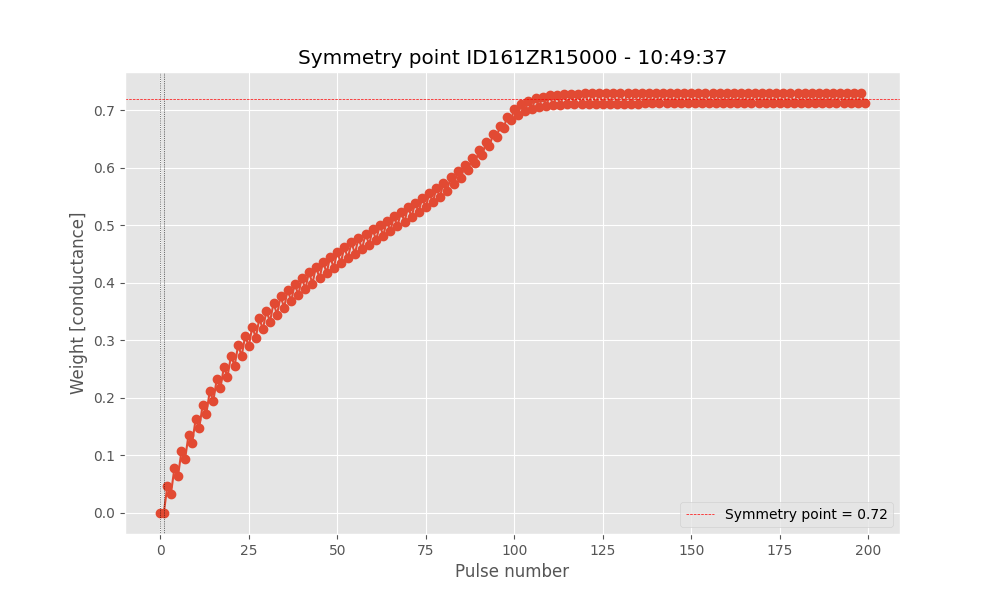 Symmetry point ID161ZR15000 - 10:49:37
Weight [conductance]
0.7
0.6
0.5
0.4
0.3
0.2
0.1
0.0
Symmetry point = 0.72
0 25 50 75 100 125 150 175 200
Pulse number